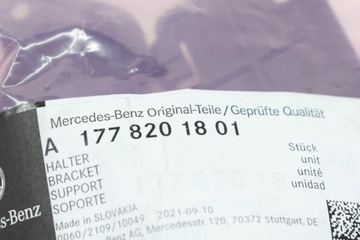 Mercedes-Benz Original-Teile/Geprüfte Qualität
A 177 820 18 01
HALTER
BRACKET
SUPPORT
SOPORTE
Stück
unit
unité
unidad
Made in SLOVAKIA 2021-09-10
0060/2109/10049
-Benz AG, Mercedesstr.120, 70372 Stuttgart, DE
s-Benz